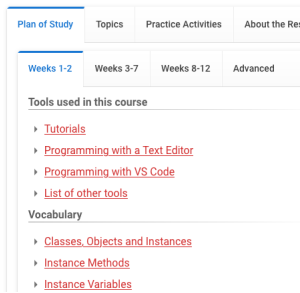 Plan of Study Topics Practice Activities About the
Weeks 1-2 Weeks 3-7 Weeks 8-12 Advanced
Tools used in this course
Tutorials
Programming with a Text Editor
Programming with VS Code
List of other tools
Vocabulary
Classes, Objects and Instances
Instance Methods
Instance Variables